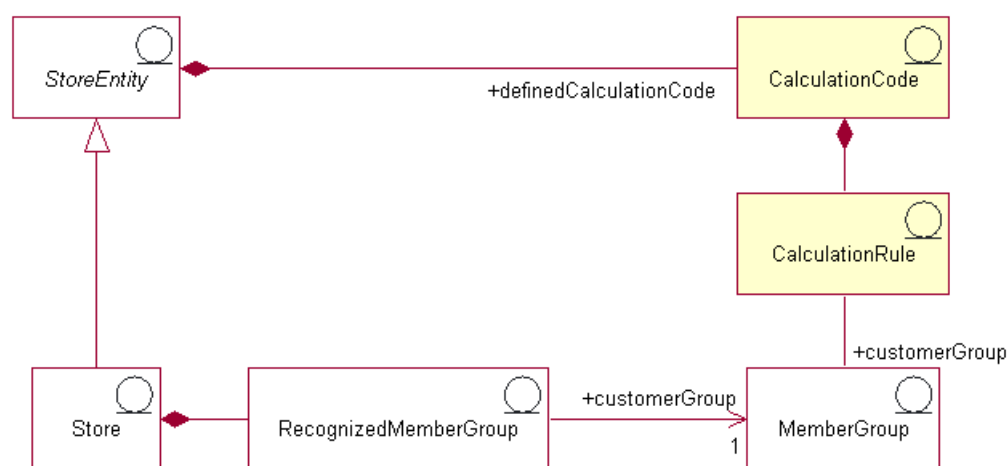 StoreEntity
CalculationCode
+definedCalculationCode
CalculationRule
+customerGroup
+customerGroup
Store
RecognizedMemberGroup
MemberGroup
1